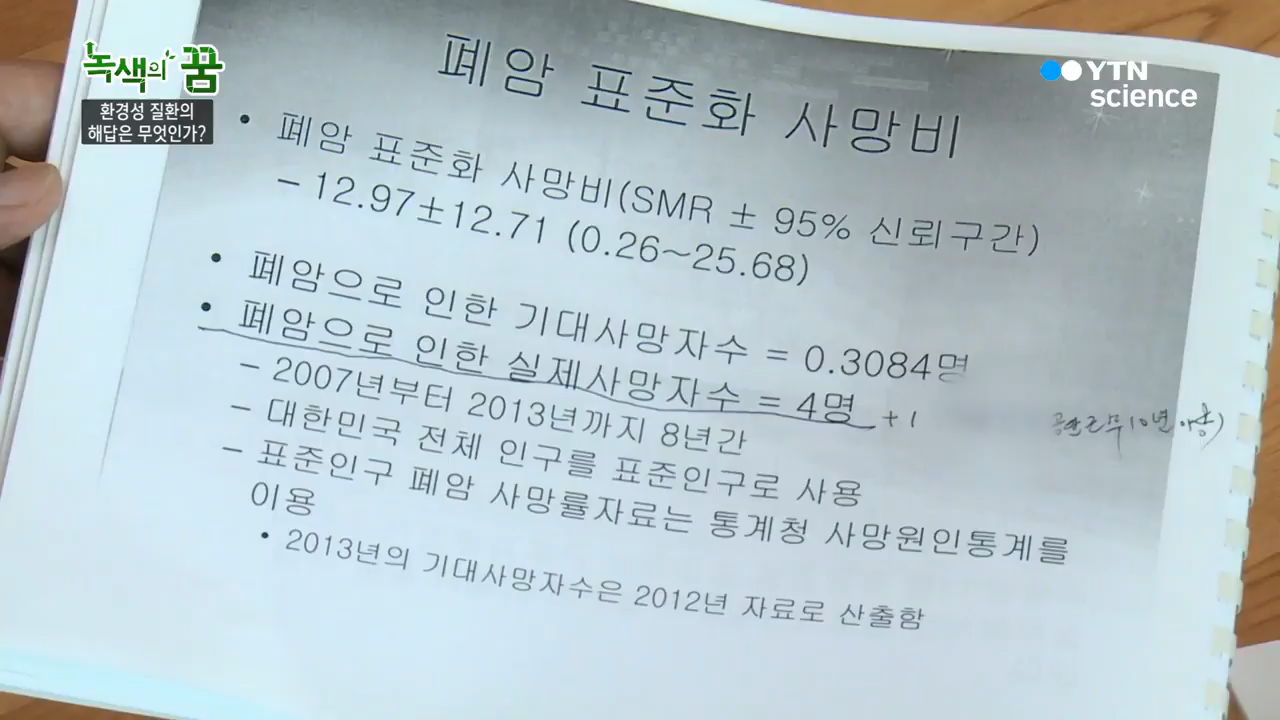 녹색의 꿈
환경성 질환의
해답은 무엇인가?
YTN
science
폐암 표준화 사망비
• 폐암 표준화 사망비(SMR ± 95% 신뢰구간)
– 12.97±12.71 (0.26~25.68)
• 폐암으로 인한 기대사망자수 = 0.3084명
• 폐암으로 인한 실제사망자수 = 4명 +1
– 2007년부터 2013년까지 8년간
– 대한민국 전체 인구를 표준인구로 사용
– 표준인구 폐암 사망률자료는 통계청 사망원인통계를
이용
• 2013년의 기대사망자수은 2012년 자료로 산출함
10년